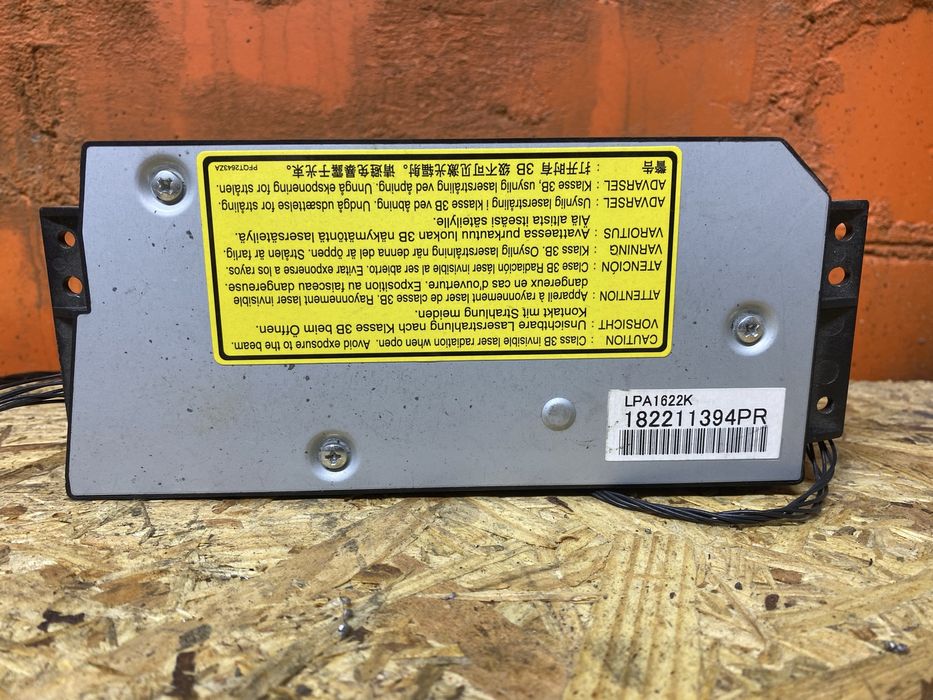 CAUTION : Class 3B invisible laser radiation when open. Avoid exposure to the beam.
VORSICHT : Unsichtbare Laserstrahlung nach Klasse 3B beim Öffnen.
Kontakt mit Strahlung meiden.
ATTENTION : Appareil à rayonnement laser de classe 3B. Rayonnement laser invisible
dangereux en cas d'ouverture. Exposition au faisceau dangereuse.
ATENCIÓN : Clase 3B Radiación láser invisible al ser abierto. Evitar exponerse a los rayos.
VARNING : Klass 3B. Osynlig laserstrålning när denna del är öppen. Strålen är farlig.
VAROITUS : Avattaessa purkautuu luokan 3B näkymätöntä lasersäteilyä.
Älä altista itseäsi säteilylle.
ADVARSEL : Usynlig laserstråling i klasse 3B ved åbning. Undgå udsættelse for stråling.
ADVARSEL : Klasse 3B, usynlig laserstråling ved åpning. Unngå eksponering for strålen.
警告 : 打开时有 3B 级不可见激光辐射。请避免暴露于光束。
PFQT2643ZA
LPA1622K
182211394PR